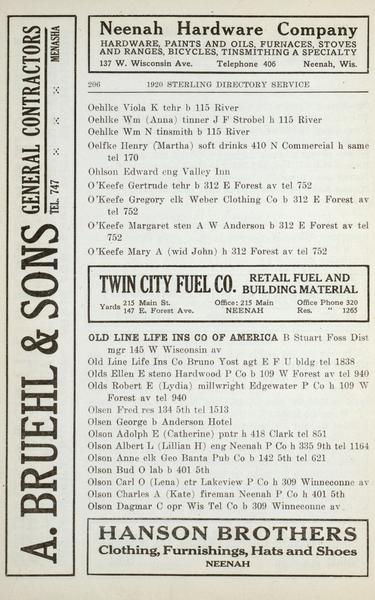 A. BRUEHL & SONS
GENERAL CONTRACTORS
TEL. 747 MENASHA
Neenah Hardware Company
HARDWARE, PAINTS AND OILS, FURNACES, STOVES
AND RANGES, BICYCLES, TINSMITHING A SPECIALTY
137 W. Wisconsin Ave. Telephone 406 Neenah, Wis.
206 1920 STERLING DIRECTORY SERVICE
Oehlke Viola K tchr b 115 River
Oehlke Wm (Anna) tinner J F Strobel h 115 River
Oehlke Wm N tinsmith b 115 River
Oelfke Henry (Martha) soft drinks 410 N Commercial h same
tel 170
Ohlson Edward eng Valley Inn
O'Keefe Gertrude tchr b 312 E Forest av tel 752
O'Keefe Gregory elk Weber Clothing Co b 312 E Forest av
tel 752
O'Keefe Margaret sten A W Anderson b 312 E Forest av tel
752
O'Keefe Mary A (wid John) h 312 Forest av tel 752
TWIN CITY FUEL CO. RETAIL FUEL AND
BUILDING MATERIAL
Yards 215 Main St. Office: 215 Main Office Phone 320
147 E. Forest Ave. NEENAH Res. " 1265
OLD LINE LIFE INS CO OF AMERICA B Stuart Foss Dist
mgr 145 W Wisconsin av
Old Line Life Ins Co Bruno Yost agt E F U bldg tel 1838
Olds Ellen E steno Hardwood P Co b 109 W Forest av tel 940
Olds Robert E (Lydia) millwright Edgewater P Co h 109 W
Forest av tel 940
Olsen Fred res 134 5th tel 1513
Olsen George b Anderson Hotel
Olson Adolph E (Catherine) pntr h 418 Clark tel 851
Olson Albert L (Lillian H) eng Neenah P Co h 335 9th tel 1164
Olson Anne clk Geo Banta Pub Co b 142 5th tel 621
Olson Bud O lab b 401 5th
Olson Carl O (Lena) ctr Lakeview P Co h 309 Winneconne av
Olson Charles A (Kate) fireman Neenah P Co h 401 5th
Olson Dagmar C opr Wis Tel Co b 309 Winneconne av
HANSON BROTHERS
Clothing, Furnishings, Hats and Shoes
NEENAH